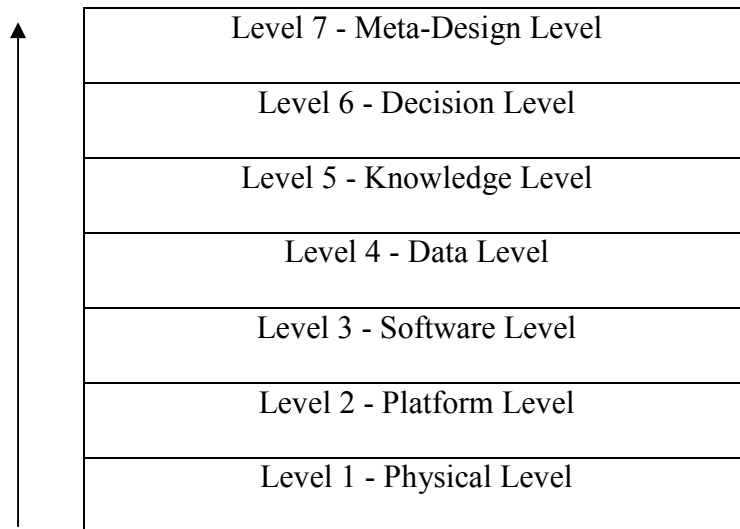 Level 7 - Meta-Design Level
Level 6 - Decision Level
Level 5 - Knowledge Level
Level 4 - Data Level
Level 3 - Software Level
Level 2 - Platform Level
Level 1 - Physical Level